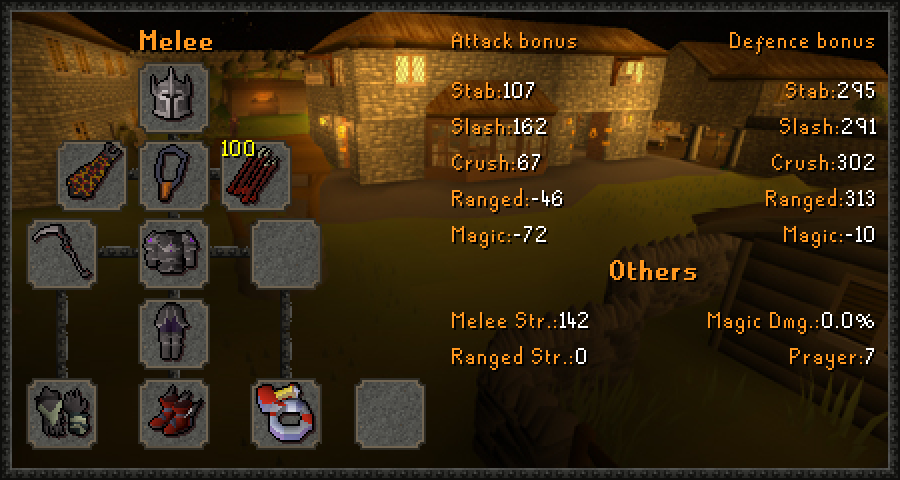 Melee
100
Attack bonus
Stab:107
Slash:162
Crush:67
Ranged:-46
Magic:-72
Defence bonus
Stab:295
Slash:291
Crush:302
Ranged:313
Magic:-10
Others
Melee Str.:142
Ranged Str.:0
Magic Dmg.:0.0%
Prayer:7